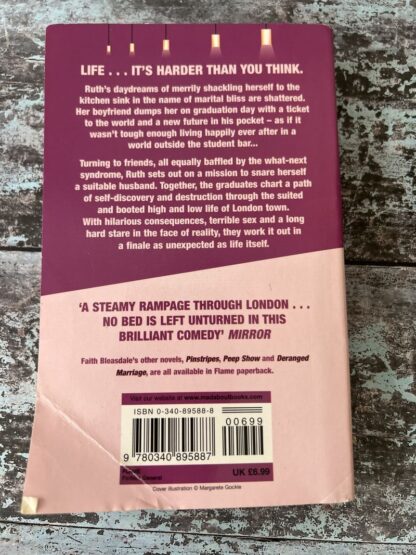 LIFE . . . IT'S HARDER THAN YOU THINK.
Ruth's daydreams of merrily shackling herself to the
kitchen sink in the name of marital bliss are shattered.
Her boyfriend dumps her on graduation day with a ticket
to the world and a new future in his pocket – as if it
wasn't tough enough living happily ever after in a
world outside the student bar...
Turning to friends, all equally baffled by the what-next
syndrome, Ruth sets out on a mission to snare herself
a suitable husband. Together, the graduates chart a path
of self-discovery and destruction through the suited
and booted high and low life of London town.
With hilarious consequences, terrible sex and a long
hard stare in the face of reality, they work it out in
a finale as unexpected as life itself.
'A STEAMY RAMPAGE THROUGH LONDON . . .
NO BED IS LEFT UNTURNED IN THIS
BRILLIANT COMEDY' MIRROR
Faith Bleasdale's other novels, Pinstripes, Peep Show and Deranged
Marriage, are all available in Flame paperback.
Visit our website at www.madaboutbooks.com
ISBN 0-340-89588-8
00699
9 780340 895887
Fiction/General
UK £6.99
Cover illustration © Margarete Gockle